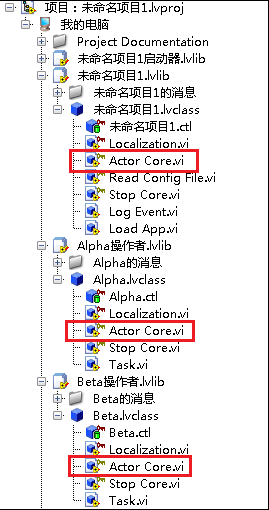 项目：未命名项目1.lvproj
我的电脑
Project Documentation
未命名项目1启动器.lvlib
未命名项目1.lvlib
未命名项目1的消息
未命名项目1.lvclass
未命名项目1.ctl
Localization.vi
Actor Core.vi
Read Config File.vi
Stop Core.vi
Log Event.vi
Load App.vi
Alpha操作者.lvlib
Alpha的消息
Alpha.lvclass
Alpha.ctl
Localization.vi
Actor Core.vi
Stop Core.vi
Task.vi
Beta操作者.lvlib
Beta的消息
Beta.lvclass
Beta.ctl
Localization.vi
Actor Core.vi
Stop Core.vi
Task.vi